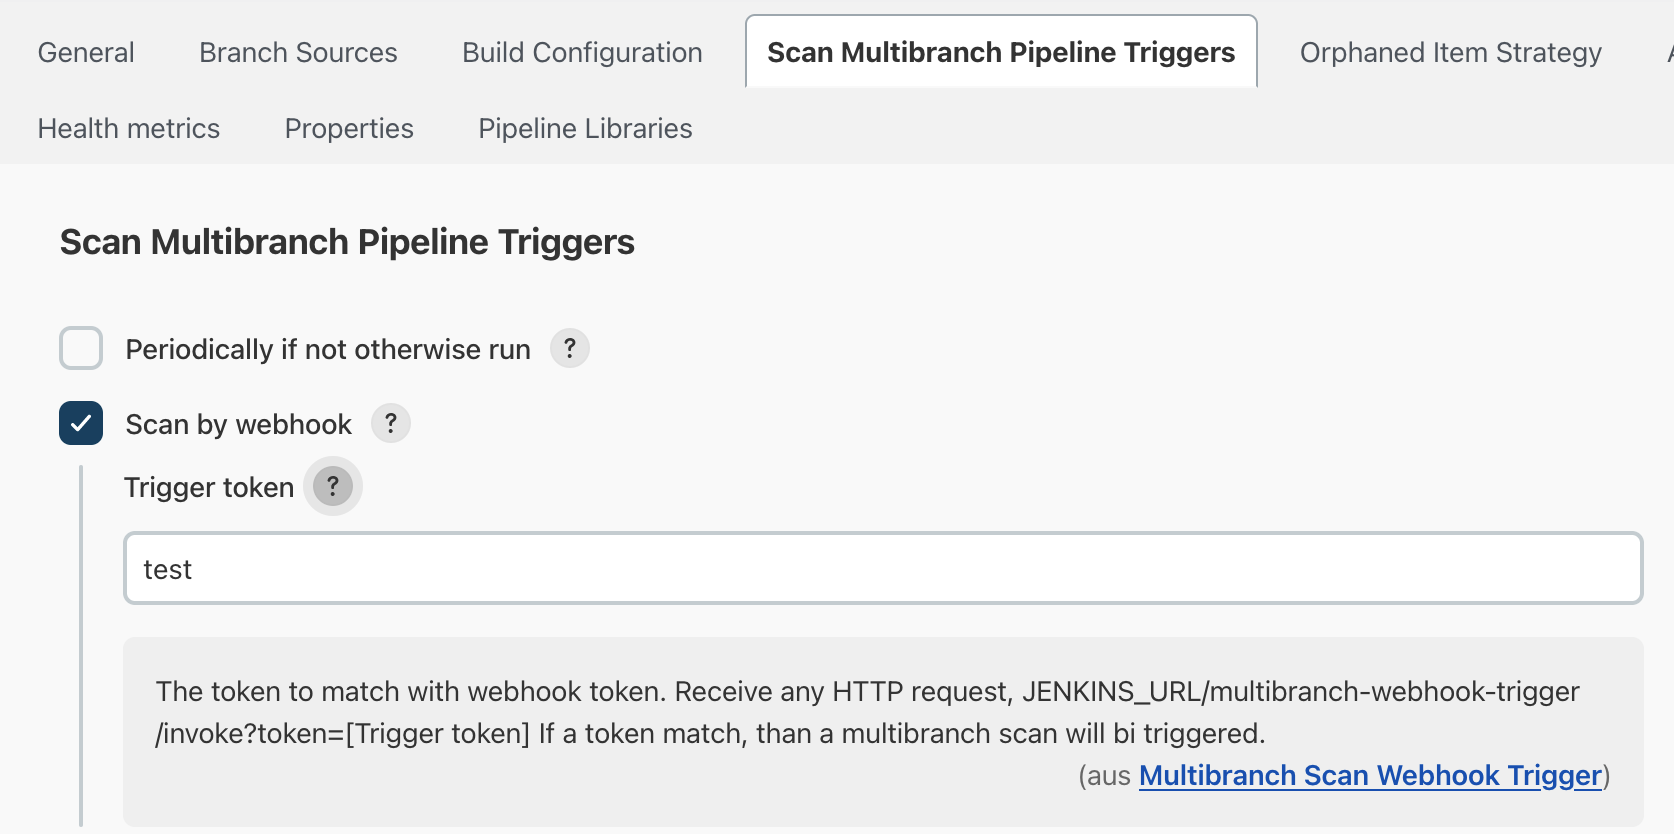 General Branch Sources Build Configuration Scan Multibranch Pipeline Triggers Orphaned Item Strategy
Health metrics Properties Pipeline Libraries
Scan Multibranch Pipeline Triggers
Periodically if not otherwise run ?
Scan by webhook ?
Trigger token ?
test
The token to match with webhook token. Receive any HTTP request, JENKINS_URL/multibranch-webhook-trigger
/invoke?token=[Trigger token] If a token match, than a multibranch scan will bi triggered.
(aus Multibranch Scan Webhook Trigger)